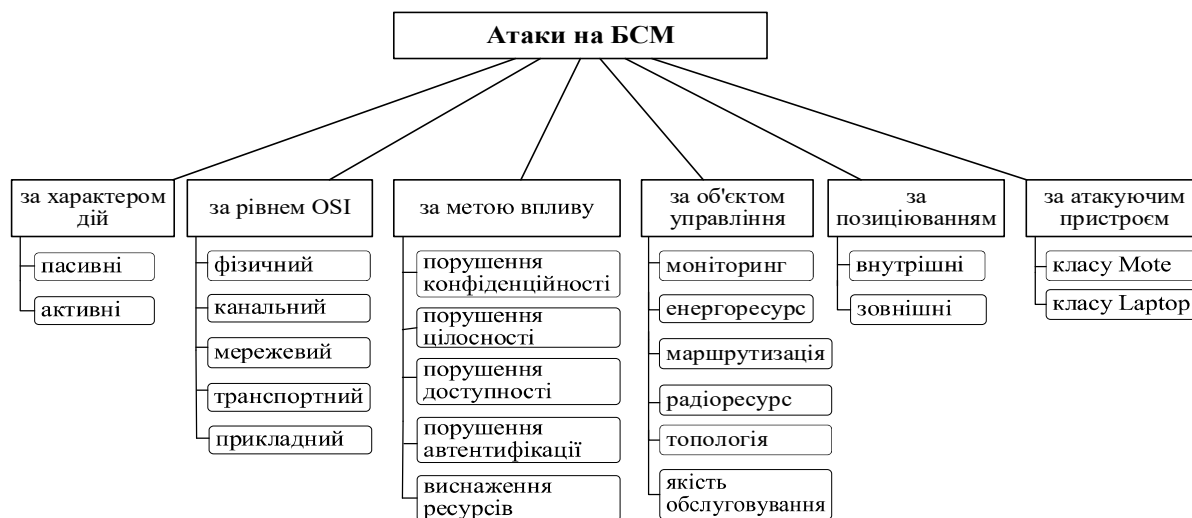 Атаки на БСМ
за характером
дій
пасивні
активні
за рівнем OSI
фізичний
канальний
мережевий
транспортний
прикладний
за метою впливу
порушення
конфіденційності
порушення
цілосності
порушення
доступності
порушення
автентифікації
виснаження
ресурсів
за об'єктом
управління
моніторинг
енергоресурс
маршрутизація
радіоресурс
топологія
якість
обслуговування
за
позиціюванням
внутрішні
зовнішні
за атакуючим
пристроєм
класу Mote
класу Laptop